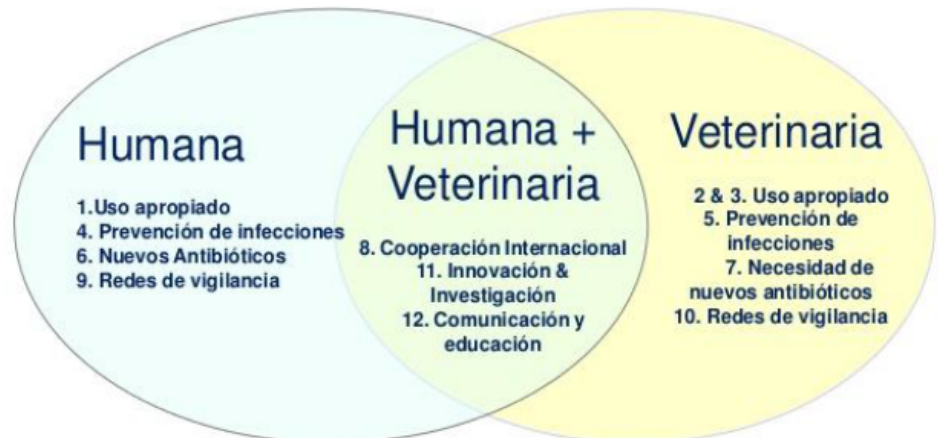 Humana
1.Uso apropiado
4. Prevención de infecciones
6. Nuevos Antibióticos
9. Redes de vigilancia
Humana +
Veterinaria
8. Cooperación Internacional
11. Innovación &
Investigación
12. Comunicación y
educación
Veterinaria
2 & 3. Uso apropiado
5. Prevención de
infecciones
7. Necesidad de
nuevos antibióticos
10. Redes de vigilancia